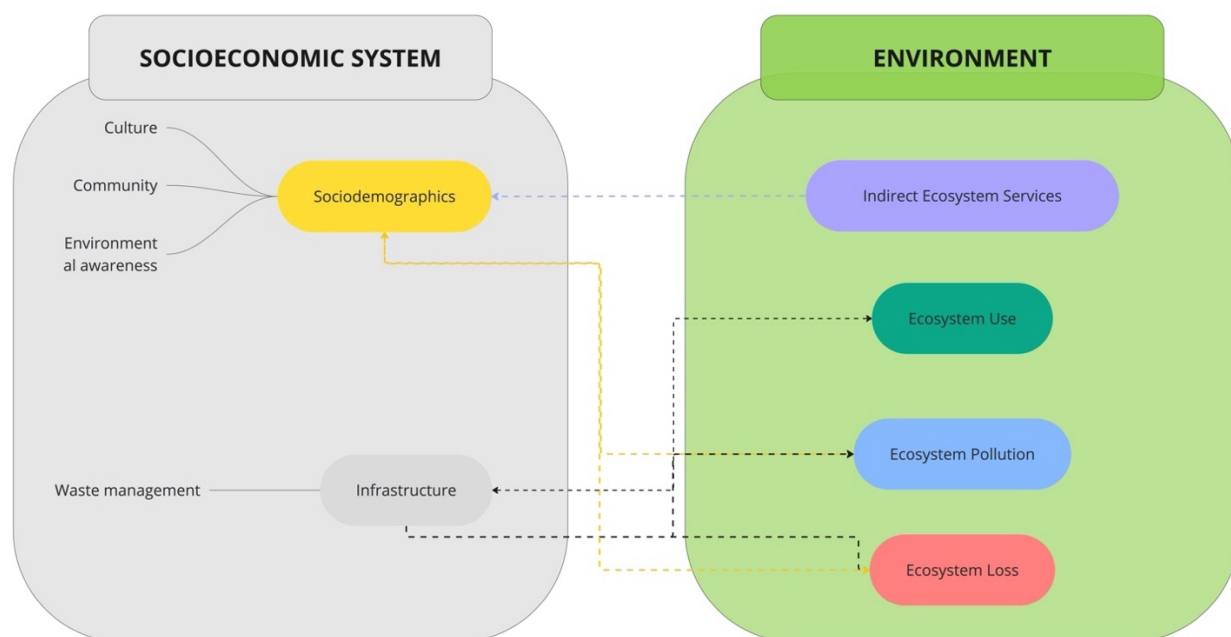 SOCIOECONOMIC SYSTEM
ENVIRONMENT
Culture
Community
Environment
al awareness
Sociodemographics
Indirect Ecosystem Services
Ecosystem Use
Ecosystem Pollution
Waste management
Infrastructure
Ecosystem Loss